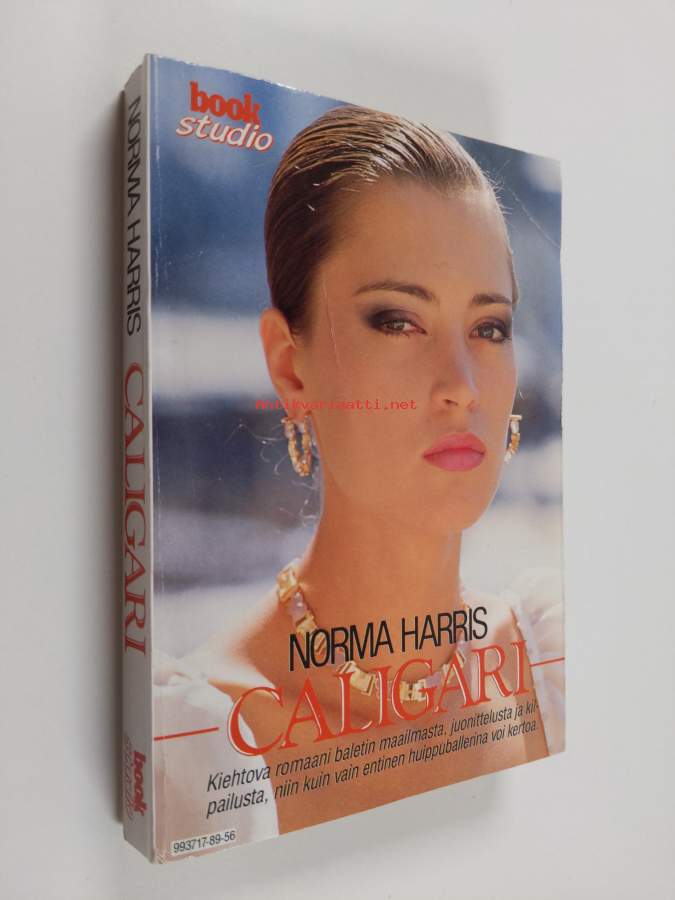 book
studio
NORMA HARRIS
CALIGARI
Kiehtova romaani baletin maailmasta, juonittelusta ja kil-
pailusta, niin kuin vain entinen huippuballerina voi kertoa.
993717-89-56
NORMA HARRIS
CALIGARI
book
studio
Antikvariaatti.net